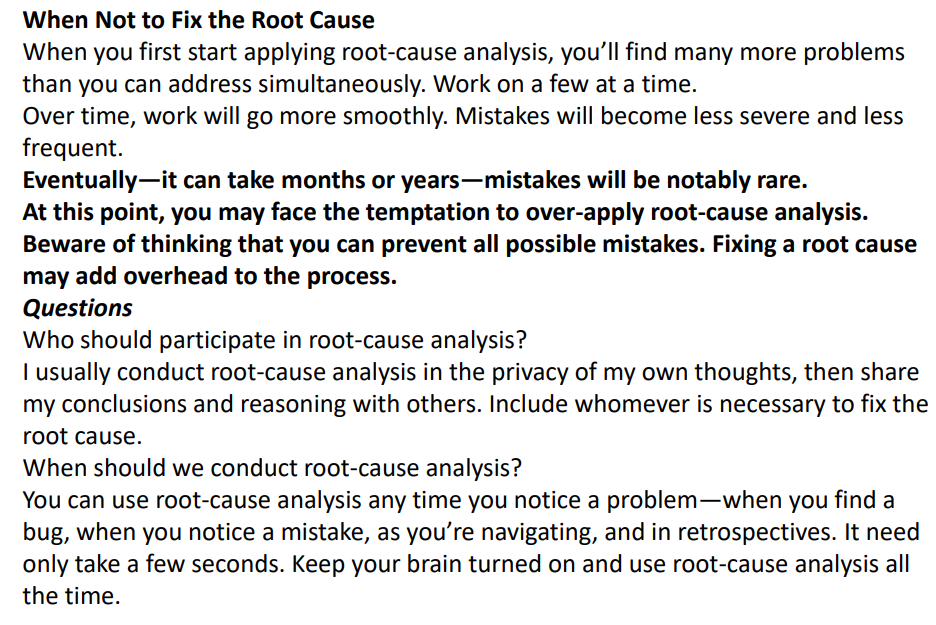 When Not to Fix the Root Cause
When you first start applying root-cause analysis, you’ll find many more problems
than you can address simultaneously. Work on a few at a time.
Over time, work will go more smoothly. Mistakes will become less severe and less
frequent.
Eventually—it can take months or years—mistakes will be notably rare.
At this point, you may face the temptation to over-apply root-cause analysis.
Beware of thinking that you can prevent all possible mistakes. Fixing a root cause
may add overhead to the process.
Questions
Who should participate in root-cause analysis?
I usually conduct root-cause analysis in the privacy of my own thoughts, then share
my conclusions and reasoning with others. Include whomever is necessary to fix the
root cause.
When should we conduct root-cause analysis?
You can use root-cause analysis any time you notice a problem—when you find a
bug, when you notice a mistake, as you’re navigating, and in retrospectives. It need
only take a few seconds. Keep your brain turned on and use root-cause analysis all
the time.